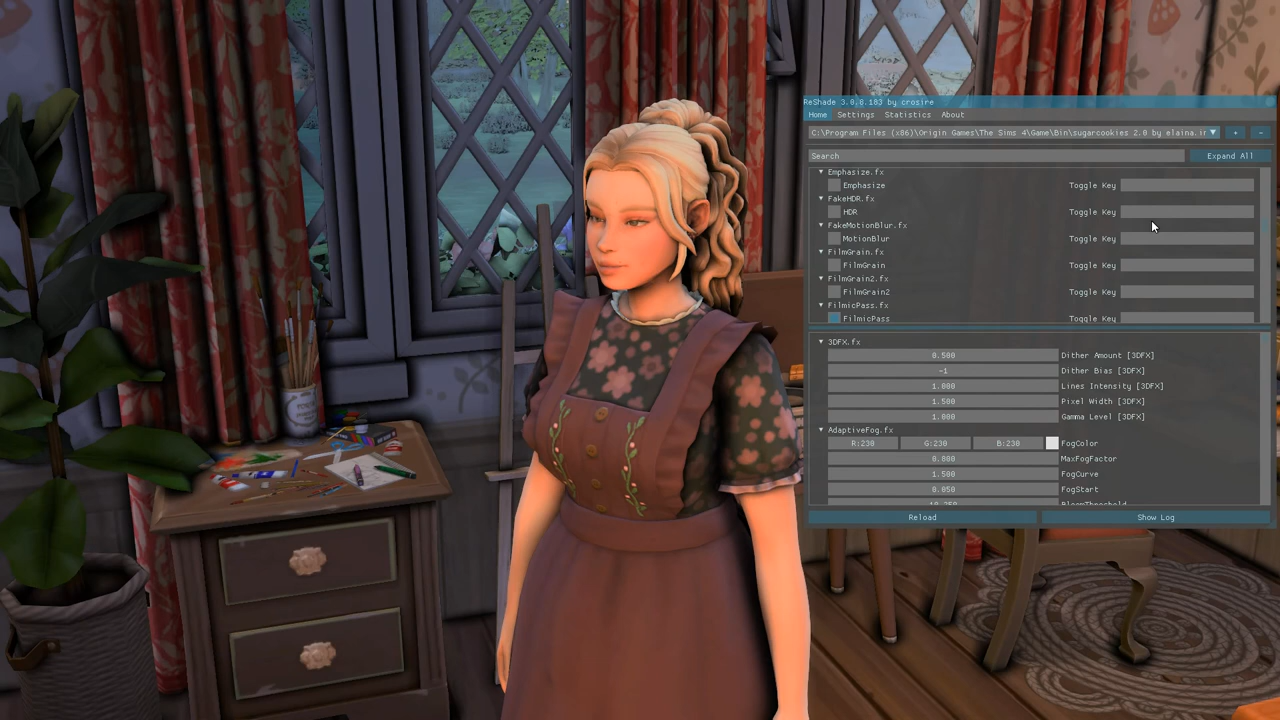 ReShade 3.0.8.183 by crosire
Home Settings Statistics About
C:\Program Files (x86)\Origin Games\The Sims 4\Game\Bin\sugarcookies 2.0 by elaina.ir + -
Search Expand All
Emphasize.fx
Emphasize Toggle Key
FakeHDR.fx
HDR Toggle Key
FakeMotionBlur.fx
MotionBlur Toggle Key
FilmGrain.fx
FilmGrain Toggle Key
FilmGrain2.fx
FilmGrain2 Toggle Key
FilmicPass.fx
FilmicPass Toggle Key
3DFX.fx
0.500 Dither Amount [3DFX]
-1 Dither Bias [3DFX]
1.000 Lines Intensity [3DFX]
1.500 Pixel Width [3DFX]
1.000 Gamma Level [3DFX]
AdaptiveFog.fx
R:230 G:230 B:230 FogColor
0.800 MaxFogFactor
1.500 FogCurve
0.050 FogStart
BloomThreshold
Reload Show Log